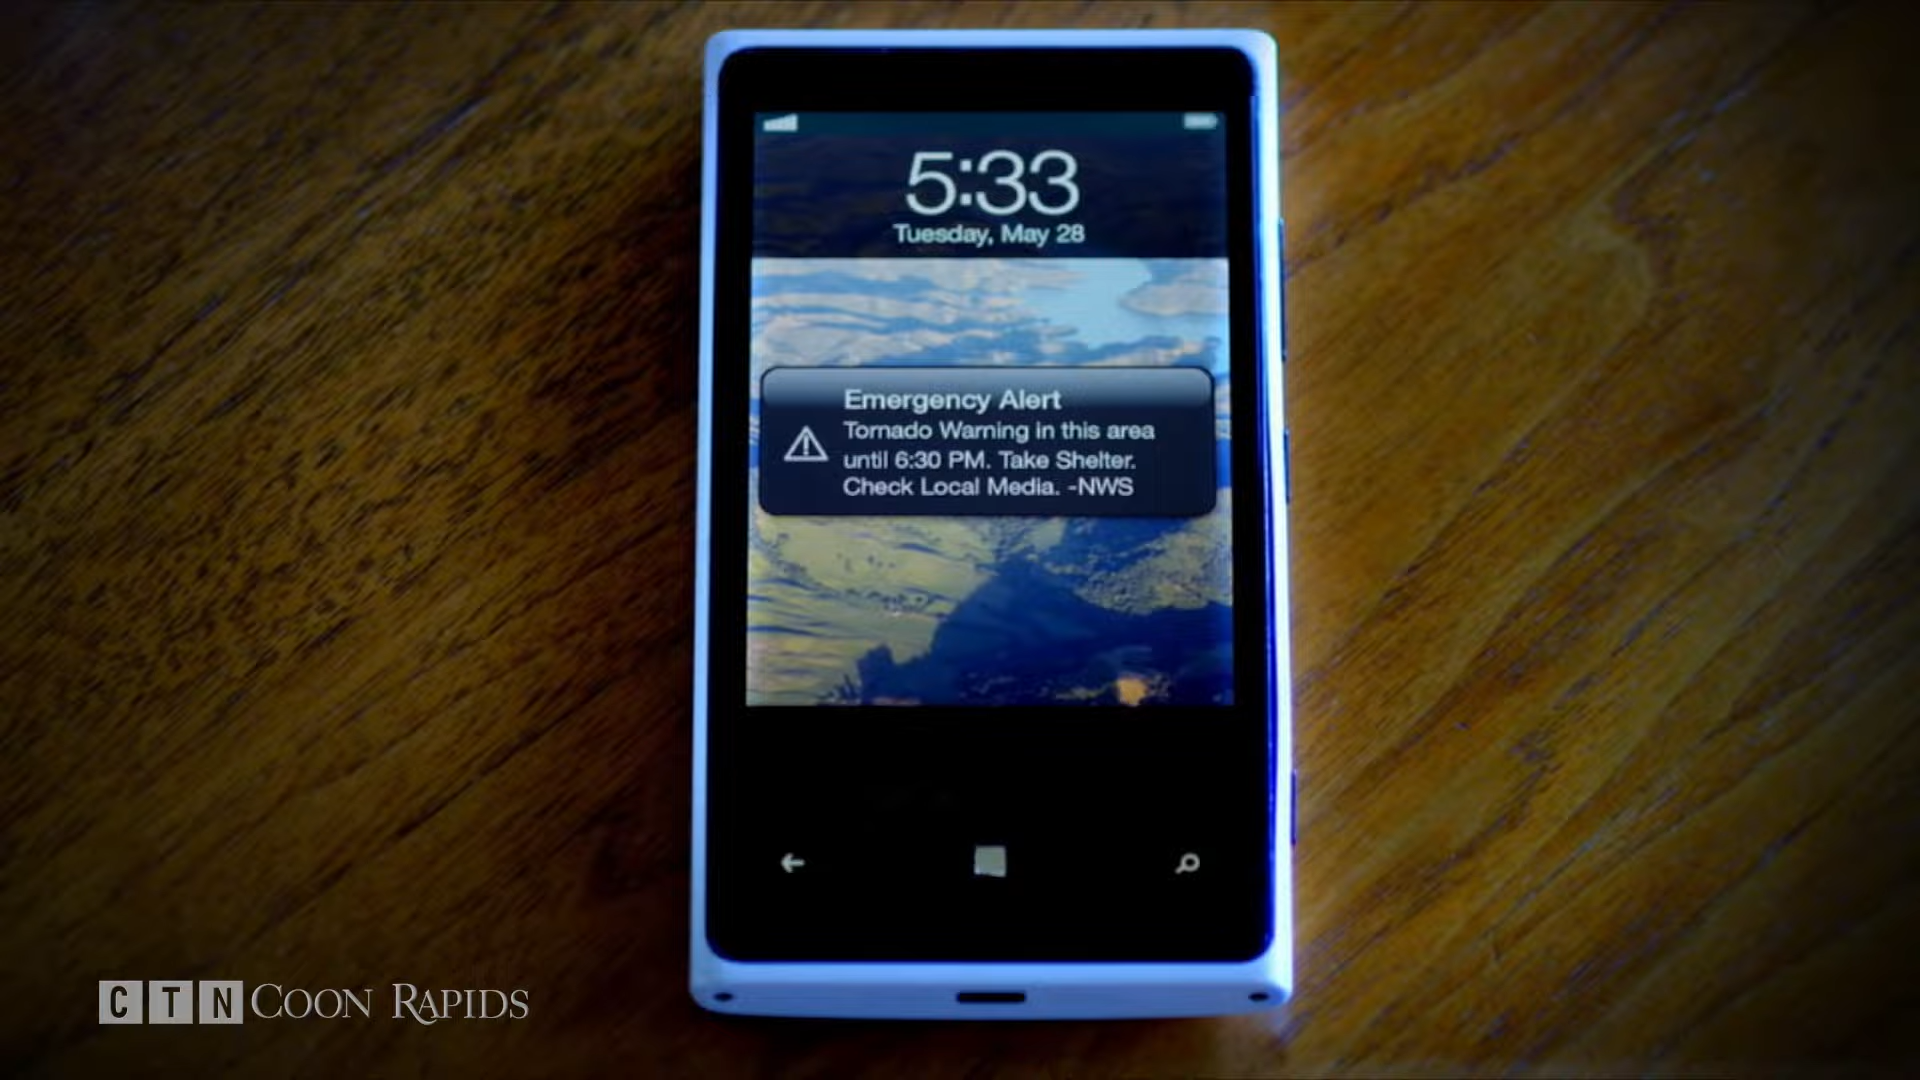 5:33
Tuesday, May 28
Emergency Alert
Tornado Warning in this area
until 6:30 PM. Take Shelter.
Check Local Media. -NWS
CTN COON RAPIDS